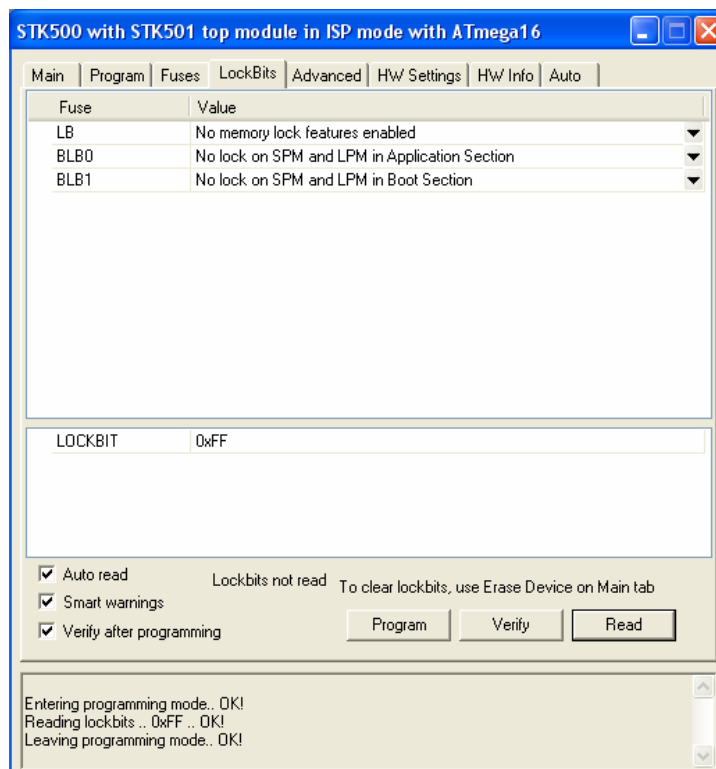 STK500 with STK501 top module in ISP mode with ATmega16
Main Program Fuses LockBits Advanced HW Settings HW Info Auto
Fuse Value
LB No memory lock features enabled
BLB0 No lock on SPM and LPM in Application Section
BLB1 No lock on SPM and LPM in Boot Section
LOCKBIT 0xFF
Auto read
Smart warnings
Verify after programming
Lockbits not read
To clear lockbits, use Erase Device on Main tab
Program Verify Read
Entering programming mode.. OK!
Reading lockbits .. 0xFF .. OK!
Leaving programming mode.. OK!